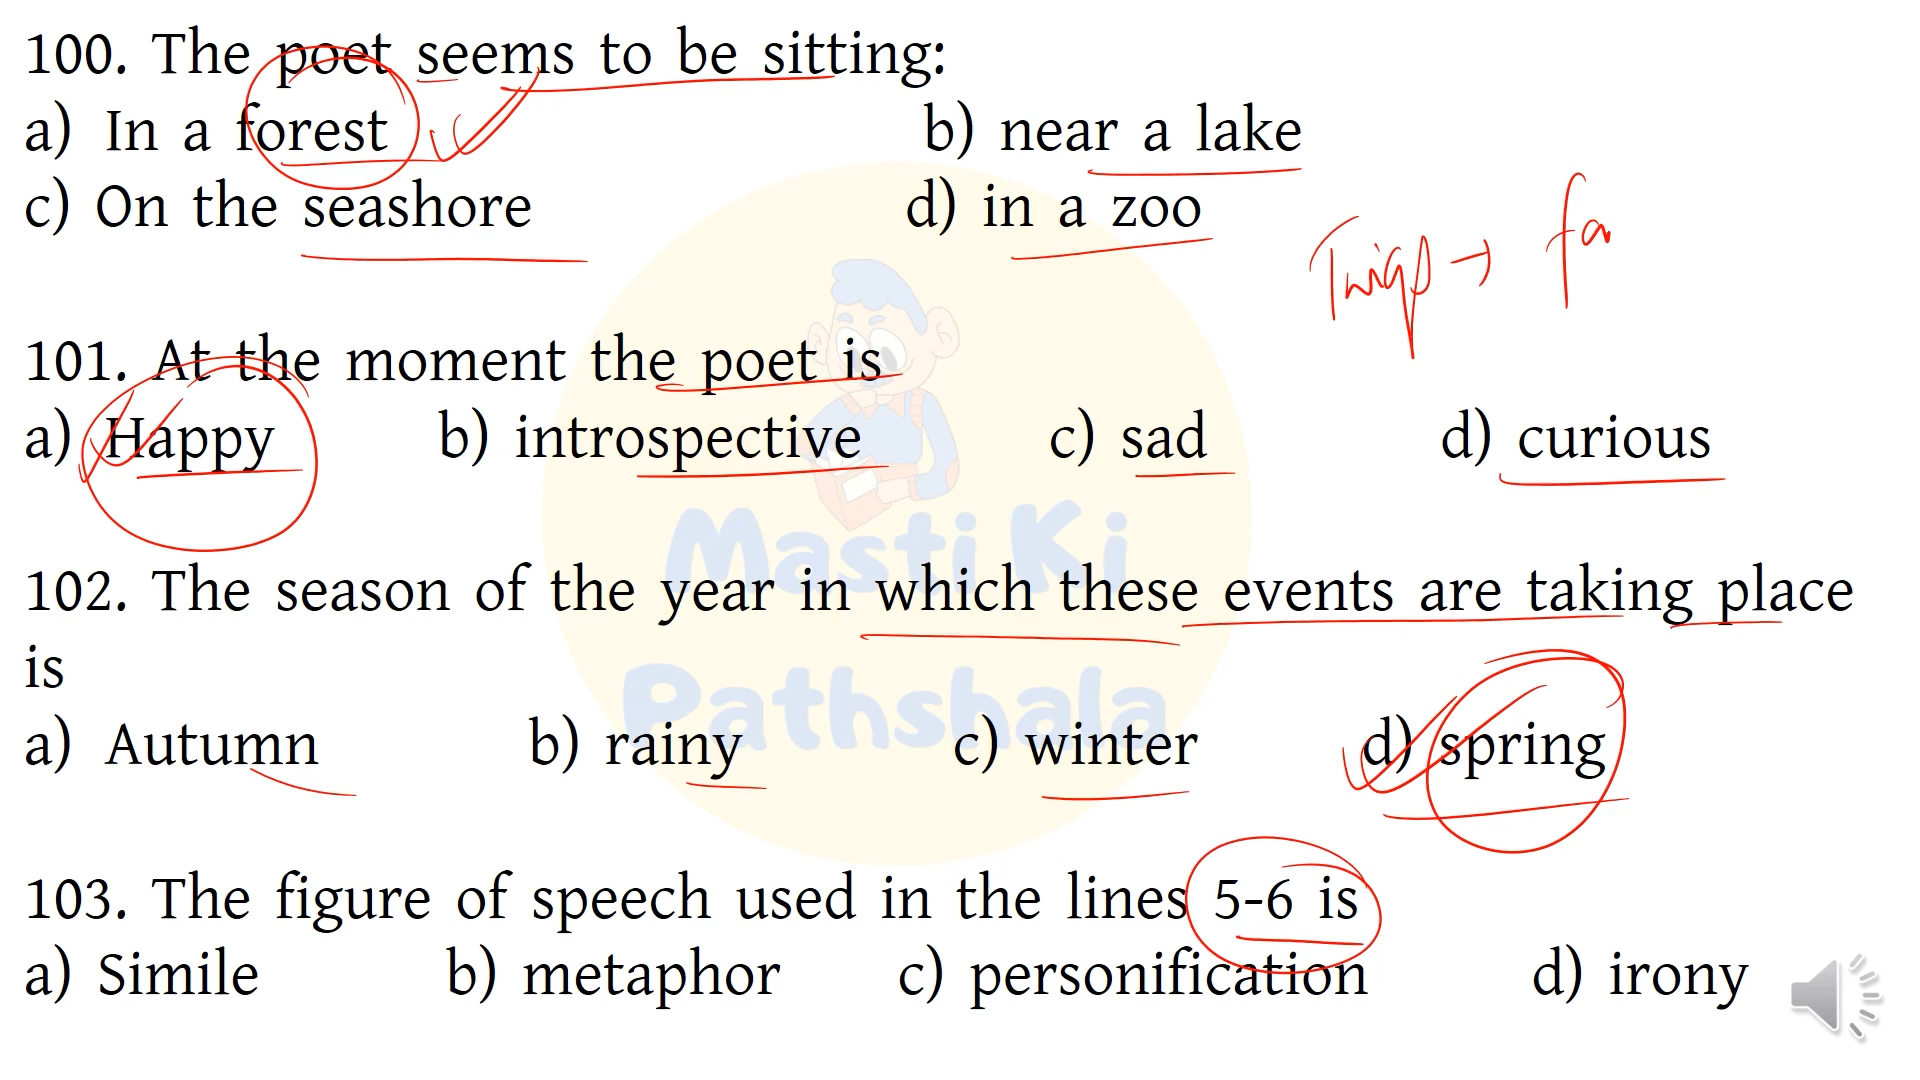 100. The poet seems to be sitting:
a) In a forest b) near a lake
c) On the seashore d) in a zoo
Twigs → fa
101. At the moment the poet is
a) Happy b) introspective c) sad d) curious
Masti Ki
102. The season of the year in which these events are taking place
is
Pathshala
a) Autumn b) rainy c) winter d) spring
103. The figure of speech used in the lines 5-6 is
a) Simile b) metaphor c) personification d) irony